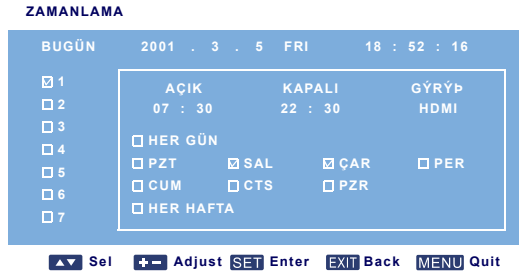 ZAMANLAMA
BUGÜN 2001 . 3 . 5 FRI 18 : 52 : 16
1
AÇIK KAPALI GÝRÝÞ
2
07 : 30 22 : 30 HDMI
3
HER GÜN
4
PZT SAL ÇAR PER
5
CUM CTS PZR
6
HER HAFTA
7
Sel Adjust SET Enter EXIT Back MENU Quit